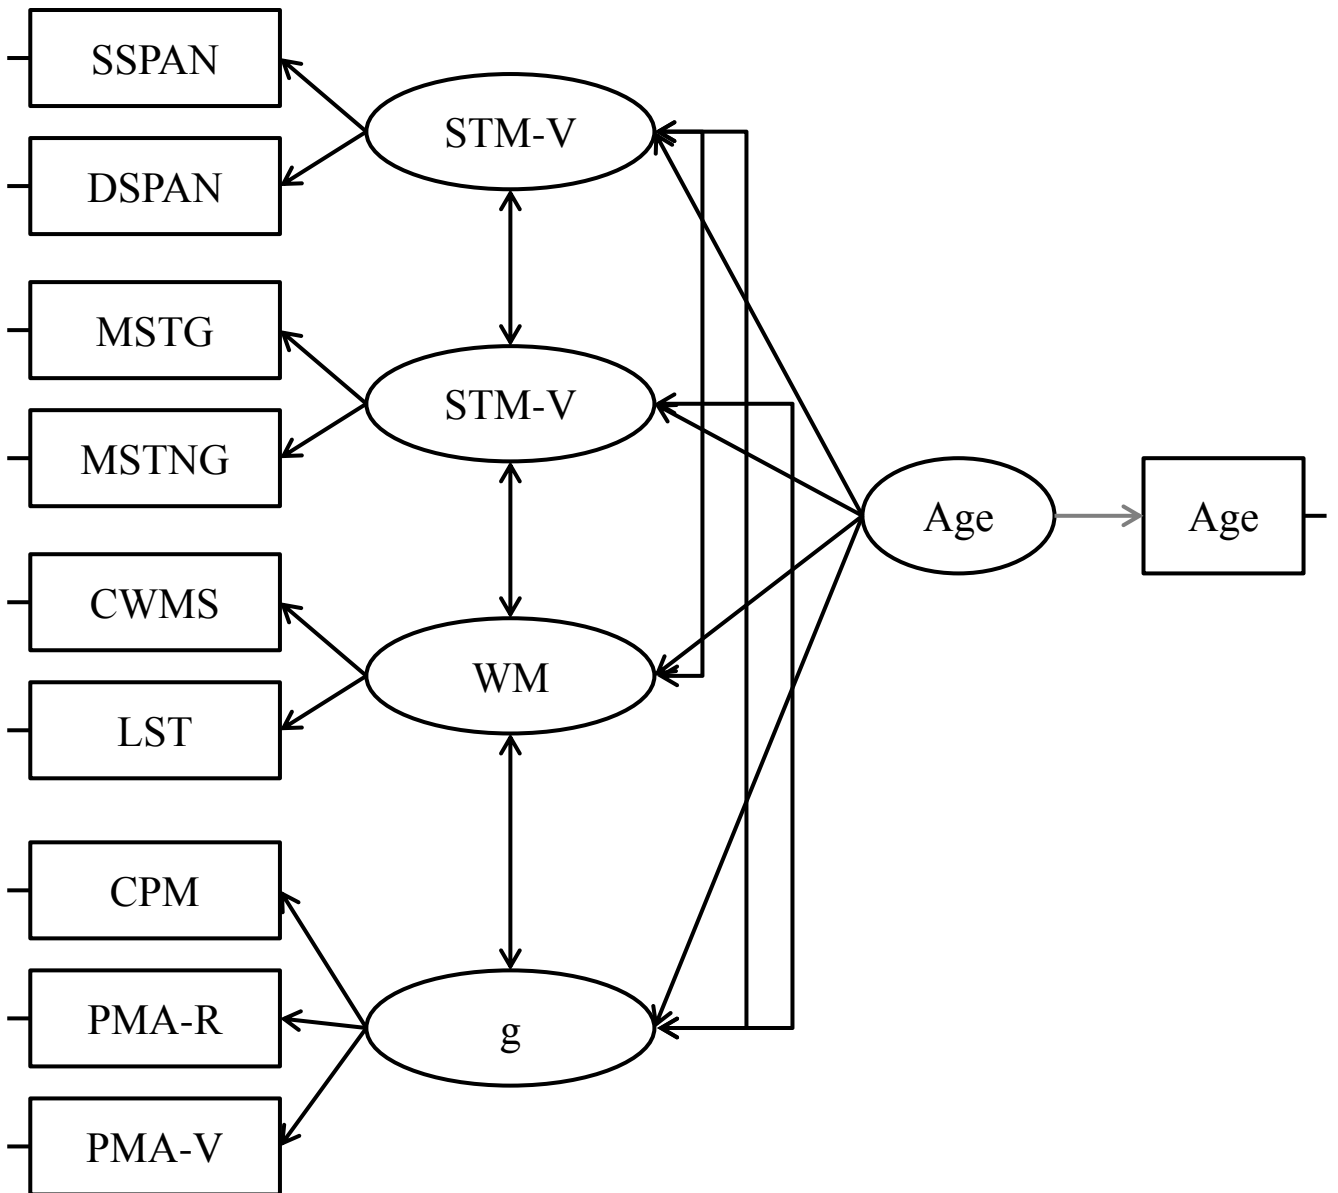 SSPAN
DSPAN
MSTG
MSTNG
CWMS
LST
CPM
PMA-R
PMA-V
STM-V
STM-V
WM
g
Age
Age